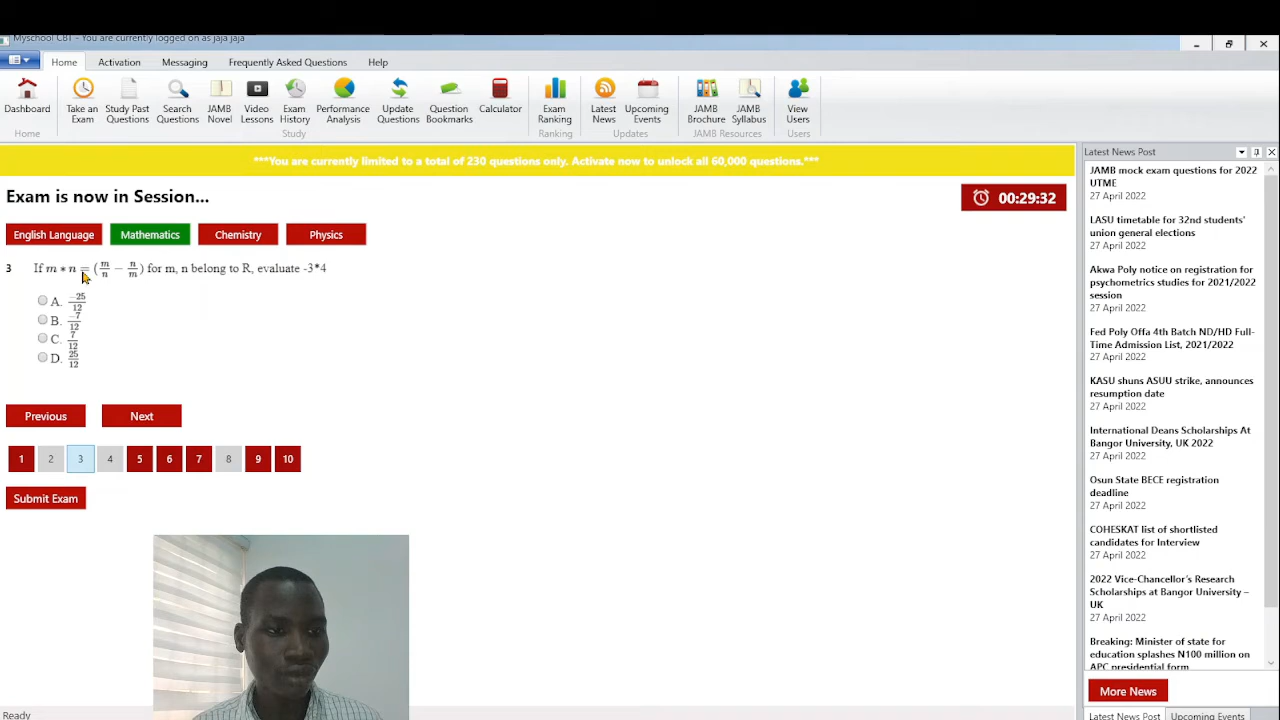 Myschool CBT - You are currently logged on as jaja jaja
Home Activation Messaging Frequently Asked Questions Help
Dashboard
Take an Exam
Study Past Questions
Search Questions
JAMB Novel
Video Lessons
Exam History
Performance Analysis
Update Questions
Question Bookmarks
Calculator
Exam Ranking
Latest News
Upcoming Events
JAMB Brochure
JAMB Syllabus
View Users
Home Study Ranking Updates JAMB Resources Users
***You are currently limited to a total of 230 questions only. Activate now to unlock all 60,000 questions.***
Exam is now in Session...
00:29:32
English Language Mathematics Chemistry Physics
3 If m * n = (m/n − n/m) for m, n belong to R, evaluate -3*4
A. −25/12
B. −7/12
C. 7/12
D. 25/12
Previous Next
1 2 3 4 5 6 7 8 9 10
Submit Exam
Ready
Latest News Post
JAMB mock exam questions for 2022
UTME
27 April 2022
LASU timetable for 32nd students'
union general elections
27 April 2022
Akwa Poly notice on registration for
psychometrics studies for 2021/2022
session
27 April 2022
Fed Poly Offa 4th Batch ND/HD Full-
Time Admission List, 2021/2022
27 April 2022
KASU shuns ASUU strike, announces
resumption date
27 April 2022
International Deans Scholarships At
Bangor University, UK 2022
27 April 2022
Osun State BECE registration
deadline
27 April 2022
COHESKAT list of shortlisted
candidates for Interview
27 April 2022
2022 Vice-Chancellor's Research
Scholarships at Bangor University –
UK
27 April 2022
Breaking: Minister of state for
education splashes N100 million on
APC presidential form
More News
Latest News Post Upcoming Events